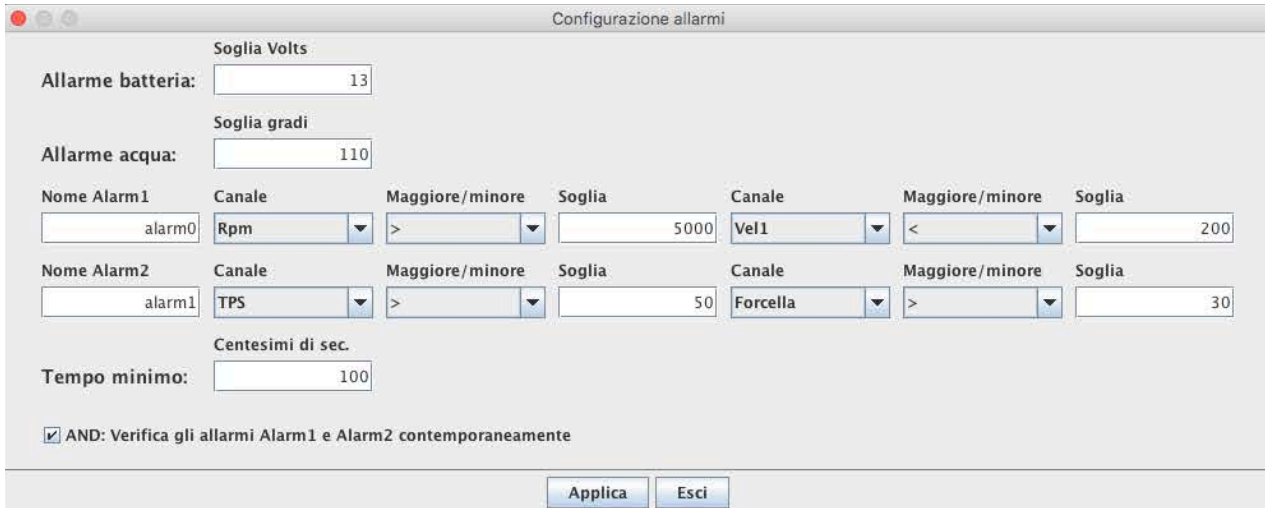 Configurazione allarmi
Soglia Volts
Allarme batteria: 13
Soglia gradi
Allarme acqua: 110
Nome Alarm1 Canale Maggiore/minore Soglia Canale Maggiore/minore Soglia
alarm0 Rpm > 5000 Vel1 < 200
Nome Alarm2 Canale Maggiore/minore Soglia Canale Maggiore/minore Soglia
alarm1 TPS > 50 Forcella > 30
Centesimi di sec.
Tempo minimo: 100
AND: Verifica gli allarmi Alarm1 e Alarm2 contemporaneamente
Applica Esci